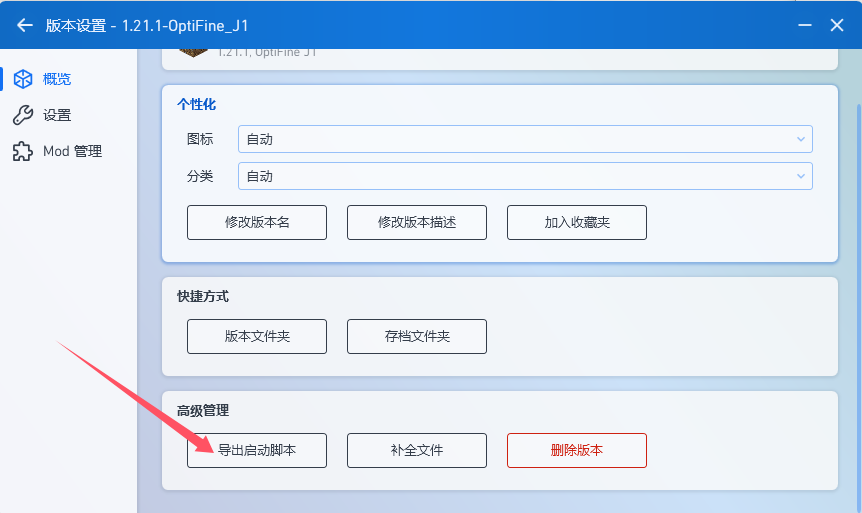 版本设置 - 1.21.1-OptiFine_J1
概览
设置
Mod 管理
1.21.1, OptiFine J1
个性化
图标 自动
分类 自动
修改版本名 修改版本描述 加入收藏夹
快捷方式
版本文件夹 存档文件夹
高级管理
导出启动脚本 补全文件 删除版本